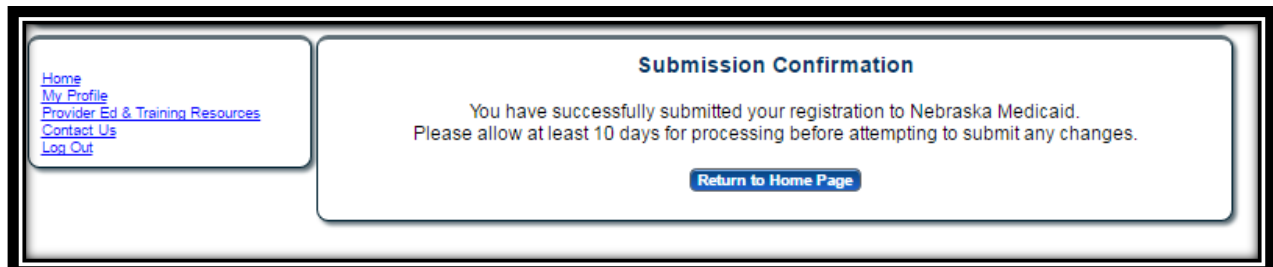 Home
My Profile
Provider Ed & Training Resources
Contact Us
Log Out
Submission Confirmation
You have successfully submitted your registration to Nebraska Medicaid.
Please allow at least 10 days for processing before attempting to submit any changes.
Return to Home Page